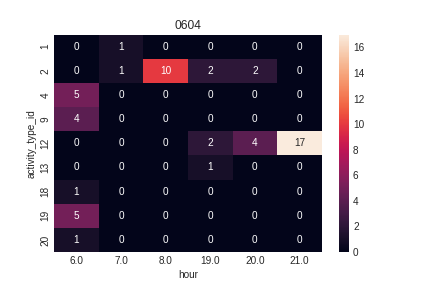 0604
activity_type_id
1 0 1 0 0 0 0
2 0 1 10 2 2 0
4 5 0 0 0 0 0
9 4 0 0 0 0 0
12 0 0 0 2 4 17
13 0 0 0 1 0 0
18 1 0 0 0 0 0
19 5 0 0 0 0 0
20 1 0 0 0 0 0
6.0 7.0 8.0 19.0 20.0 21.0
hour
16
14
12
10
8
6
4
2
0